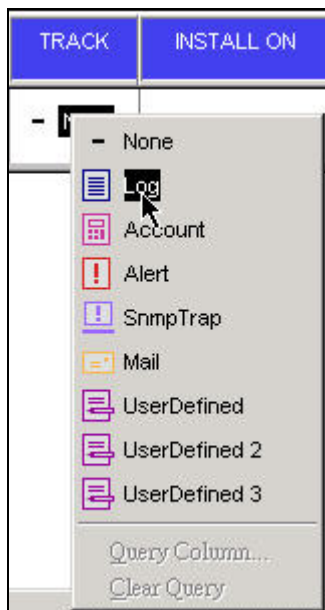 TRACK INSTALL ON
None
Log
Account
Alert
SnmpTrap
Mail
UserDefined
UserDefined 2
UserDefined 3
Query Column...
Clear Query